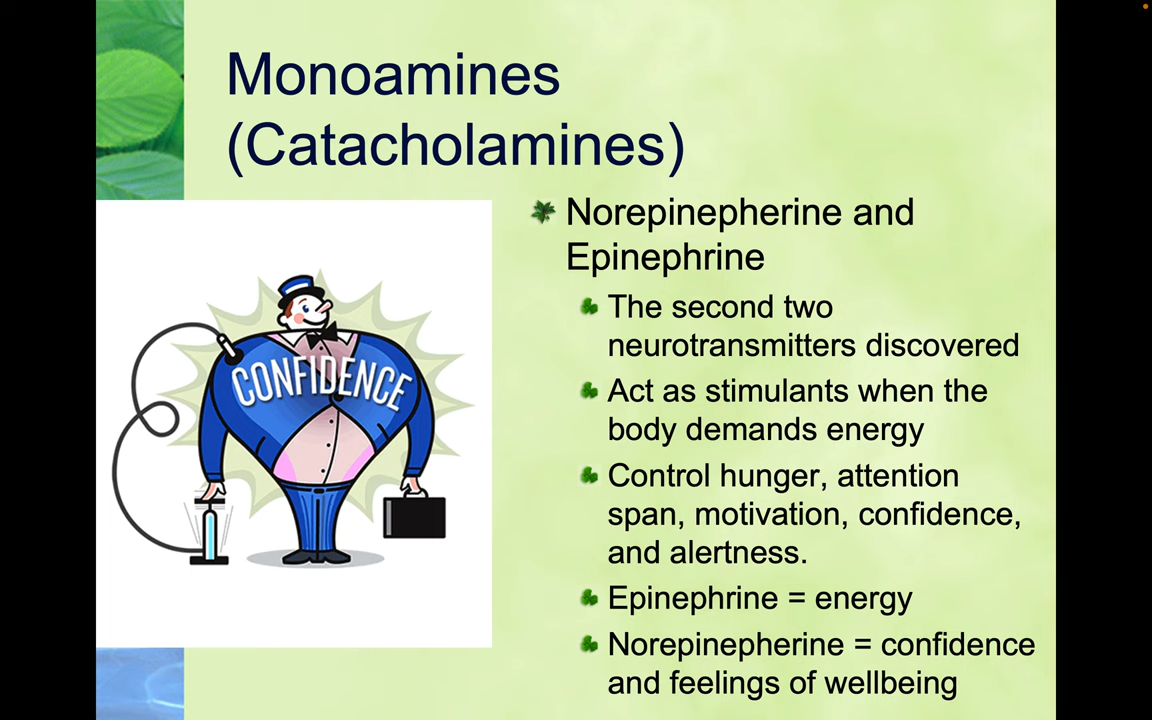 Monoamines
(Catacholamines)
Norepinepherine and
Epinephrine
The second two
neurotransmitters discovered
Act as stimulants when the
body demands energy
Control hunger, attention
span, motivation, confidence,
and alertness.
Epinephrine = energy
Norepinepherine = confidence
and feelings of wellbeing
CONFIDENCE